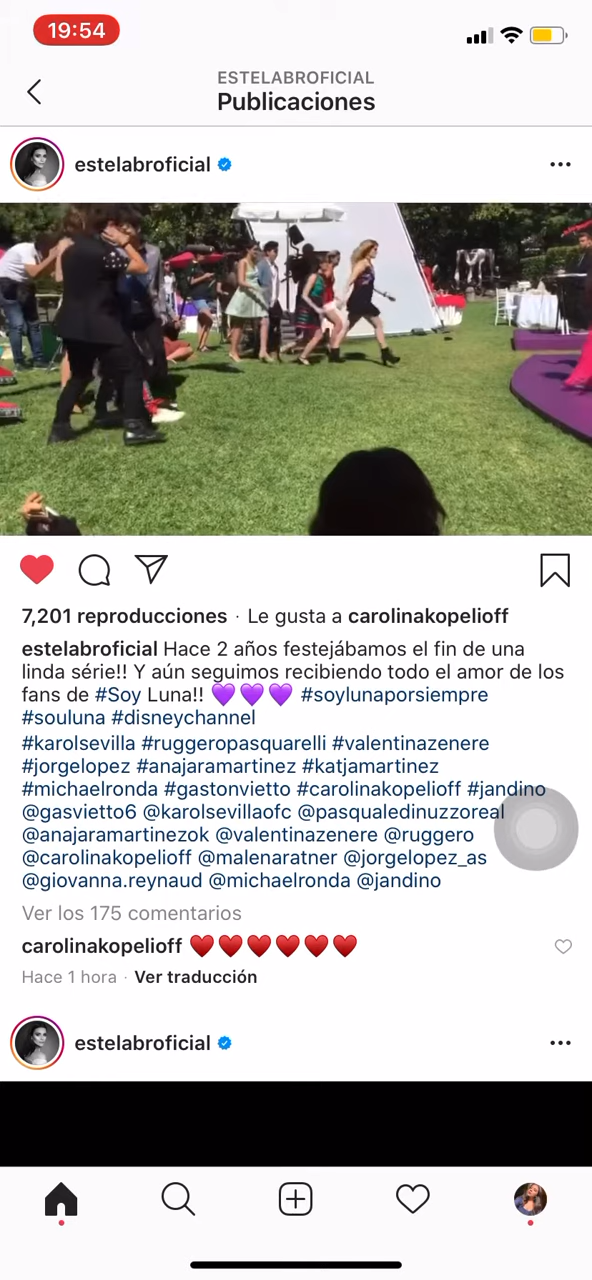 19:54
ESTELABROFICIAL
Publicaciones
estelabroficial
7,201 reproducciones · Le gusta a carolinakopelioff
estelabroficial Hace 2 años festejábamos el fin de una
linda série!! Y aún seguimos recibiendo todo el amor de los
fans de #Soy Luna!! 💜💜💜 #soylunaporsiempre
#souluna #disneychannel
#karolsevilla #ruggeropasquarelli #valentinazenere
#jorgelopez #anajaramartinez #katjamartinez
#michaelronda #gastonvietto #carolinakopelioff #jandino
@gasvietto6 @karolsevillaofc @pasqualedinuzzoreal
@anajaramartinezok @valentinazenere @ruggero
@carolinakopelioff @malenaratner @jorgelopez_as
@giovanna.reynaud @michaelronda @jandino
Ver los 175 comentarios
carolinakopelioff ♥️♥️♥️♥️♥️♥️
Hace 1 hora · Ver traducción
estelabroficial